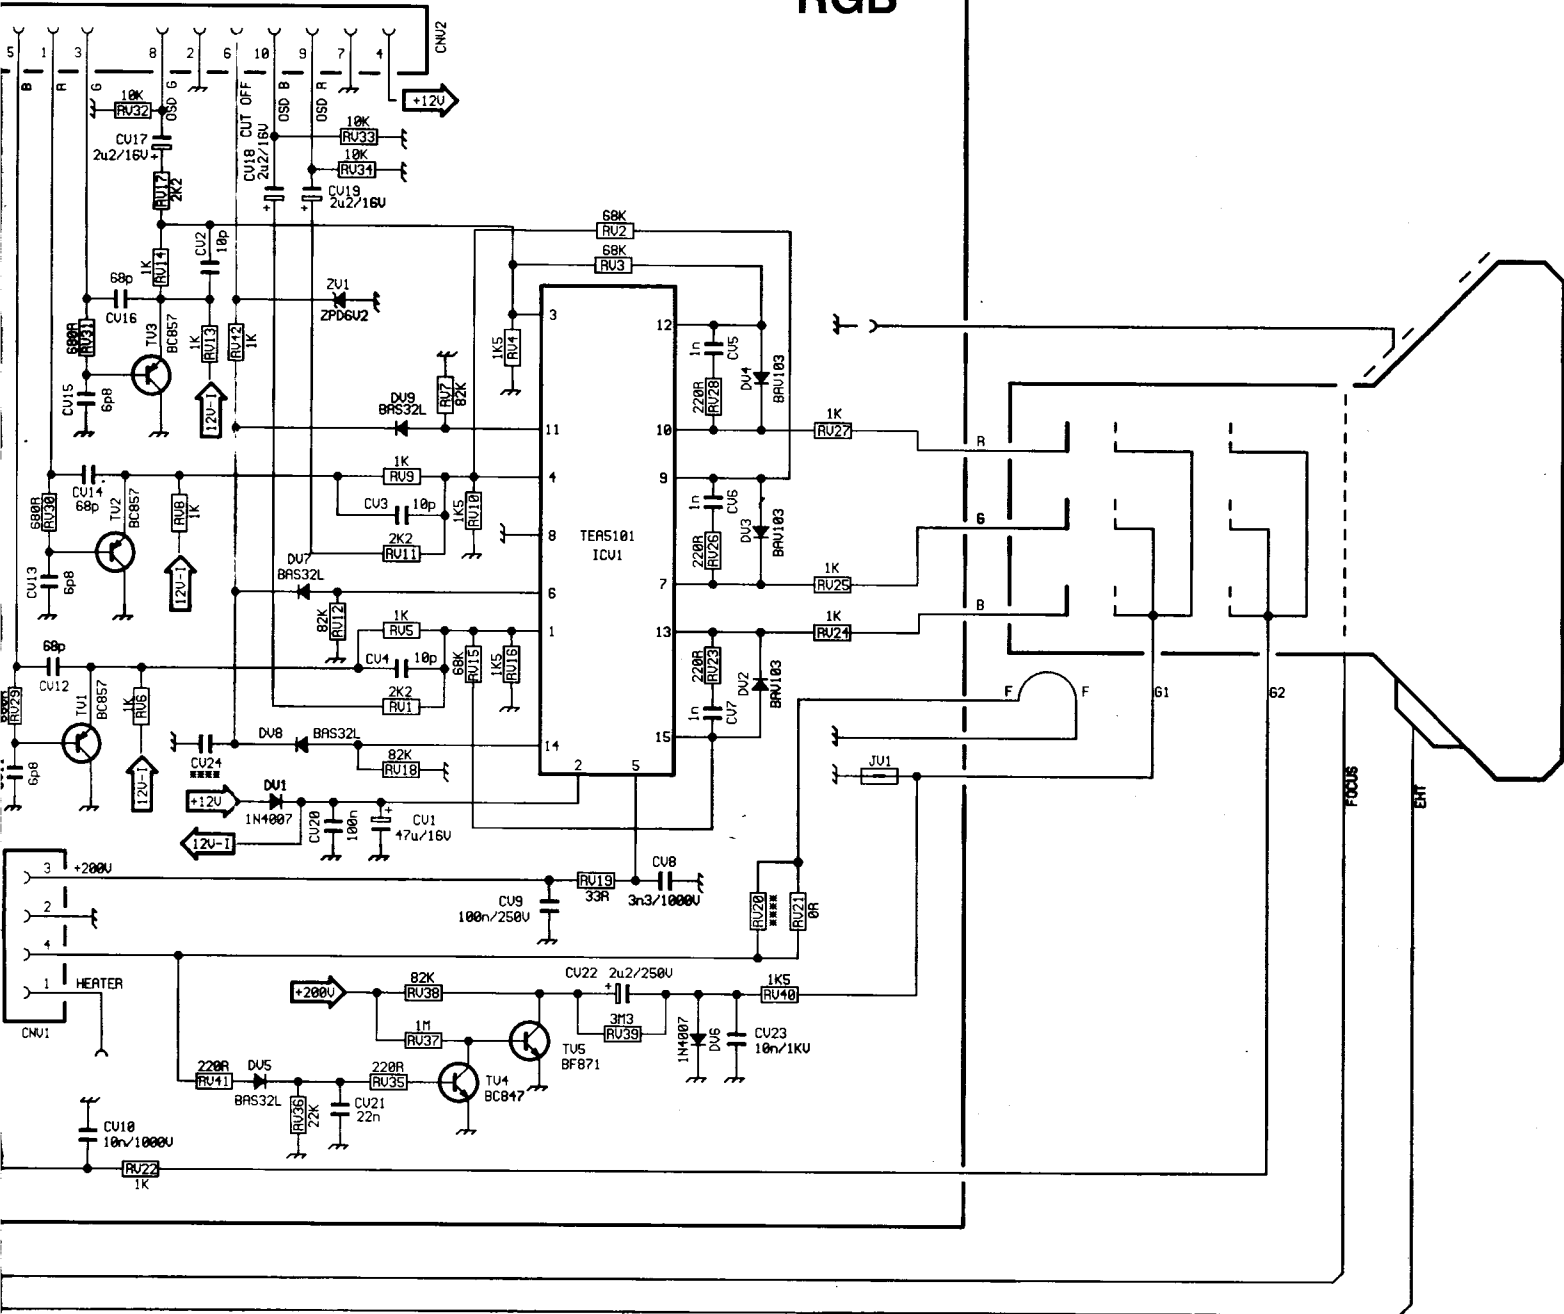 RGB
CNV2
5 1 3 8 2 6 10 9 7 4
B
R
G
OSD G
CUT OFF
OSD B
OSD R
+12V
10K
RV32
CV17
2u2/16V
+
RV17
2K2
CV18
2u2/16V
+
10K
RV33
10K
RV34
CV19
2u2/16V
+
CV2
10p
1K
RV14
68p
CV16
680R
RV31
TV3
BC857
1K
RV13
RV42
1K
CV15
6p8
12V-I
ZV1
ZPD6V2
68K
RV2
68K
RV3
1K5
RV4
RV7
82K
DV9
BAS32L
1K
RV9
CV3
10p
2K2
RV11
1K5
RV10
CV14
68p
680R
RV30
TV2
BC857
RV8
1K
CV13
6p8
12V-I
DV7
BAS32L
82K
RV12
1K
RV5
CV4
10p
2K2
RV1
68K
RV15
1K5
RV16
68p
CV12
RV29
TV1
BC857
1K
RV6
6p8
12V-I
CV24
****
DV8
BAS32L
82K
RV18
3
11
4
8
6
1
14
2
5
12
10
9
7
13
15
TEA5101
ICV1
1n
CV5
220R
RV28
DV4
BAV103
1K
RV27
1n
CV6
220R
RV26
DV3
BAV103
1K
RV25
1K
RV24
220R
RV23
1n
CV7
DV2
BAV103
R
G
B
F
F
G1
G2
FOCUS
EHT
JV1
+12V
DV1
1N4007
12V-I
CV20
100n
+
CV1
47u/16V
3
+200V
2
4
1
HEATER
CNV1
CV9
100n/250V
RV19
33R
CV8
3n3/1000V
RV20
****
RV21
0R
+200V
82K
RV38
1M
RV37
CV22
2u2/250V
+
3M3
RV39
1K5
RV40
TV5
BF871
TV4
BC847
1N4007
DV6
CV23
10n/1KV
220R
RV41
DV5
BAS32L
RV36
22K
CV21
22n
220R
RV35
CV10
10n/1000V
RV22
1K